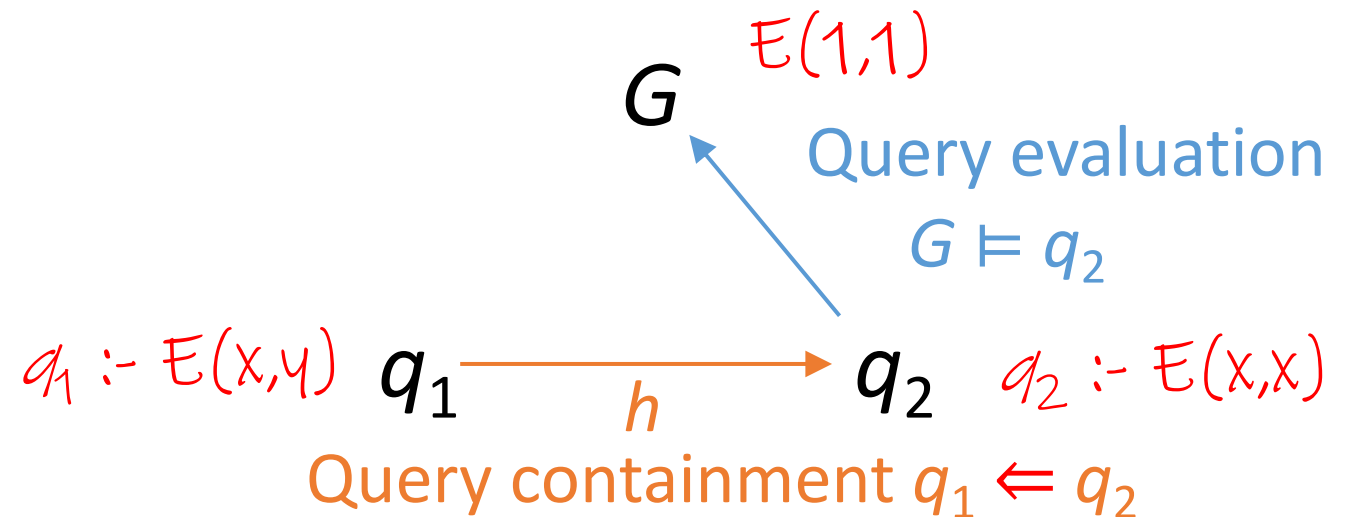 E(1,1)
G
Query evaluation
G ⊨ q₂
q₁ :- E(x,y) q₁ h q₂ q₂ :- E(x,x)
Query containment q₁ ⇐ q₂